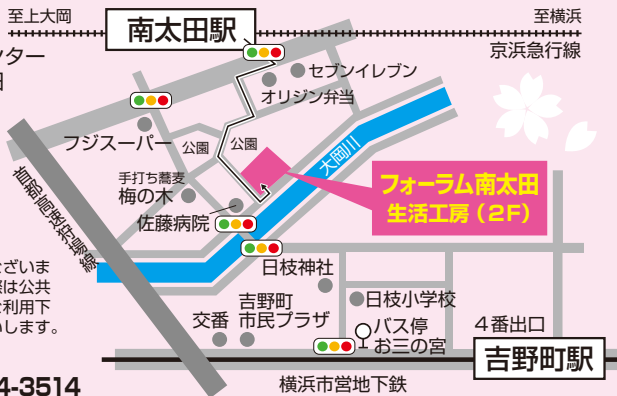 至上大岡
至横浜
南太田駅
京浜急行線
ンター
セブンイレブン
オリジン弁当
フジスーパー
公園
公園
大岡川
手打ち蕎麦
梅の木
佐藤病院
フォーラム南太田
生活工房（2F）
首都高速狩場線
ございま
際は公共
ご利用下
いします。
日枝神社
日枝小学校
吉野町
市民プラザ
交番
バス停
お三の宮
4番出口
吉野町駅
横浜市営地下鉄
4-3514